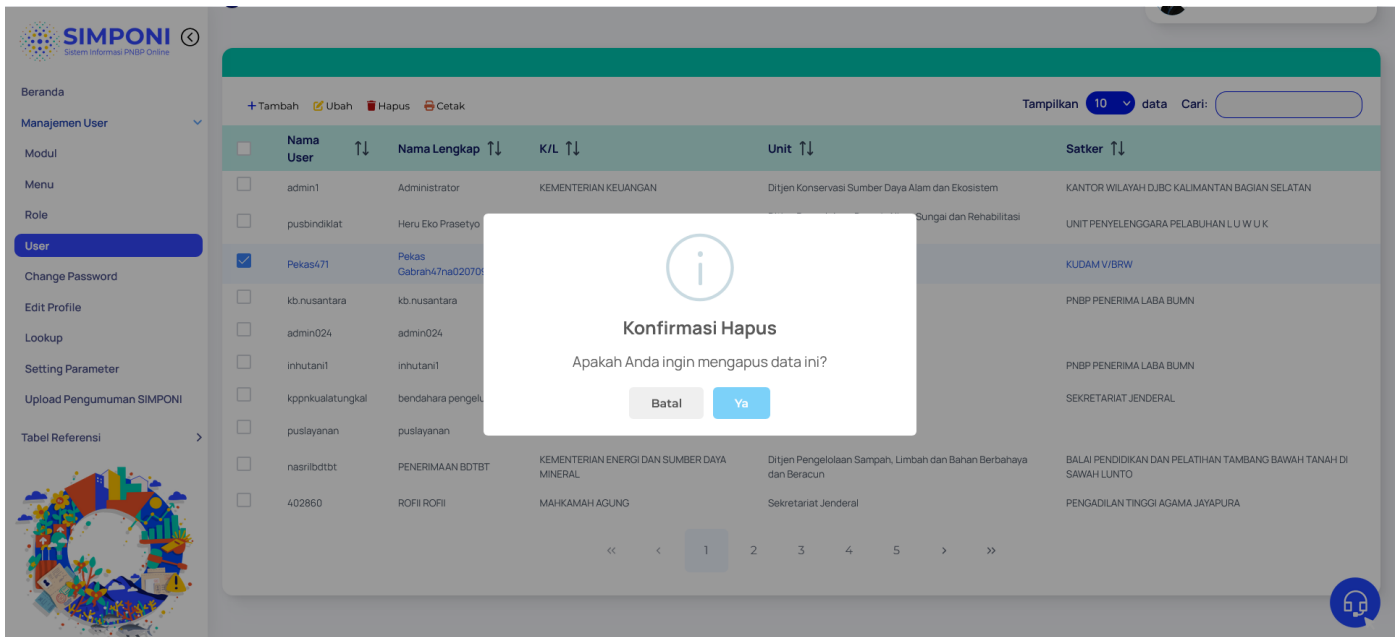 SIMPONI
Sistem Informasi PNBP Online
Beranda
Manajemen User
Modul
Menu
Role
User
Change Password
Edit Profile
Lookup
Setting Parameter
Upload Pengumuman SIMPONI
Tabel Referensi
Tambah Ubah Hapus Cetak
Tampilkan 10 data Cari:
Nama User Nama Lengkap K/L Unit Satker
admin1 Administrator KEMENTERIAN KEUANGAN Ditjen Konservasi Sumber Daya Alam dan Ekosistem KANTOR WILAYAH DJBC KALIMANTAN BAGIAN SELATAN
pusbindiklat Heru Eko Prasetyo Sungai dan Rehabilitasi UNIT PENYELENGGARA PELABUHAN L U W U K
Pekas471 Pekas Gabrah47na020709 KUDAM V/BRW
kb.nusantara kb.nusantara PNBP PENERIMA LABA BUMN
admin024 admin024
inhutani1 inhutani1 PNBP PENERIMA LABA BUMN
kppnkualatungkal bendahara SEKRETARIAT JENDERAL
puslayanan puslayanan
nasrilbdtbt PENERIMAAN BDTBT KEMENTERIAN ENERGI DAN SUMBER DAYA MINERAL Ditjen Pengelolaan Sampah, Limbah dan Bahan Berbahaya dan Beracun BALAI PENDIDIKAN DAN PELATIHAN TAMBANG BAWAH TANAH DI SAWAH LUNTO
402860 ROFII ROFII MAHKAMAH AGUNG Sekretariat Jenderal PENGADILAN TINGGI AGAMA JAYAPURA
« ‹ 1 2 3 4 5 › »
Konfirmasi Hapus
Apakah Anda ingin mengapus data ini?
Batal Ya